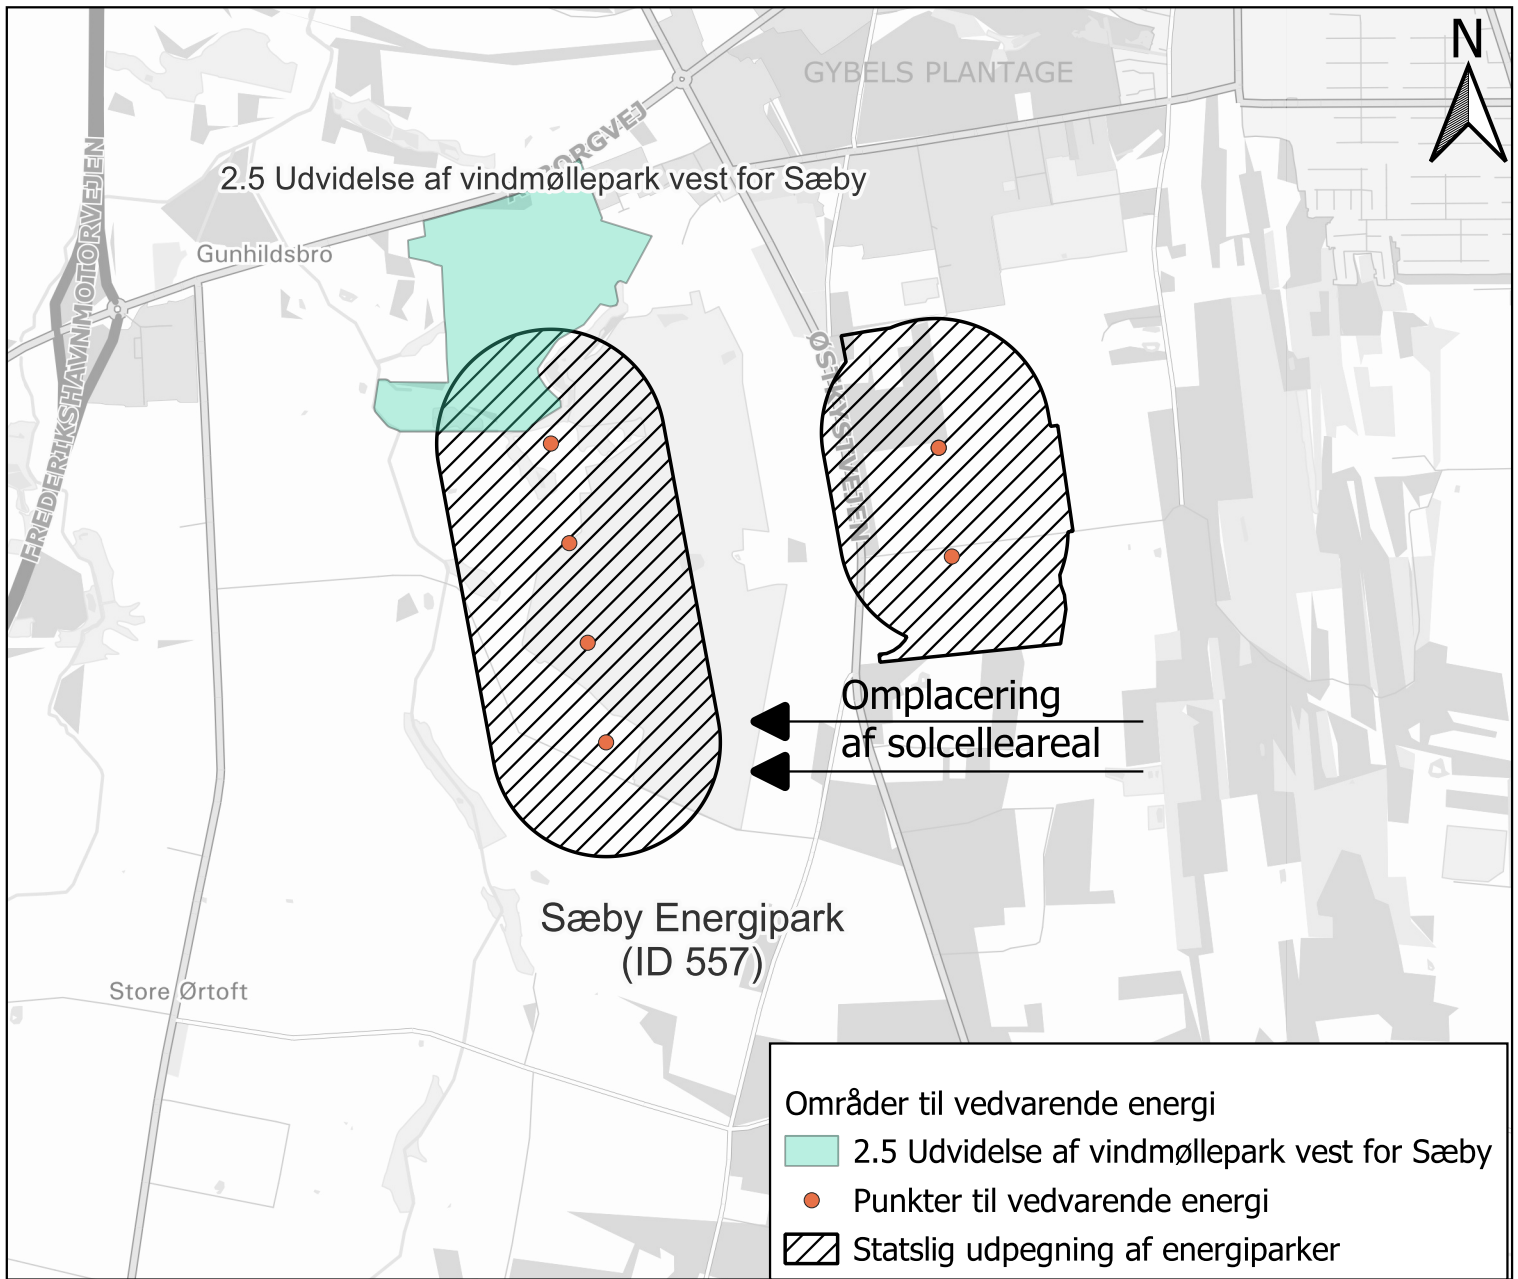 N
GYBELS PLANTAGE
2.5 Udvidelse af vindmøllepark vest for Sæby
Gunhildsbro
FREDERIKSHAVNMOTORVEJEN
ØSTKYSTVEJEN
Omplacering
af solcelleareal
Sæby Energipark
(ID 557)
Store Ørtoft
Områder til vedvarende energi
2.5 Udvidelse af vindmøllepark vest for Sæby
Punkter til vedvarende energi
Statslig udpegning af energiparker